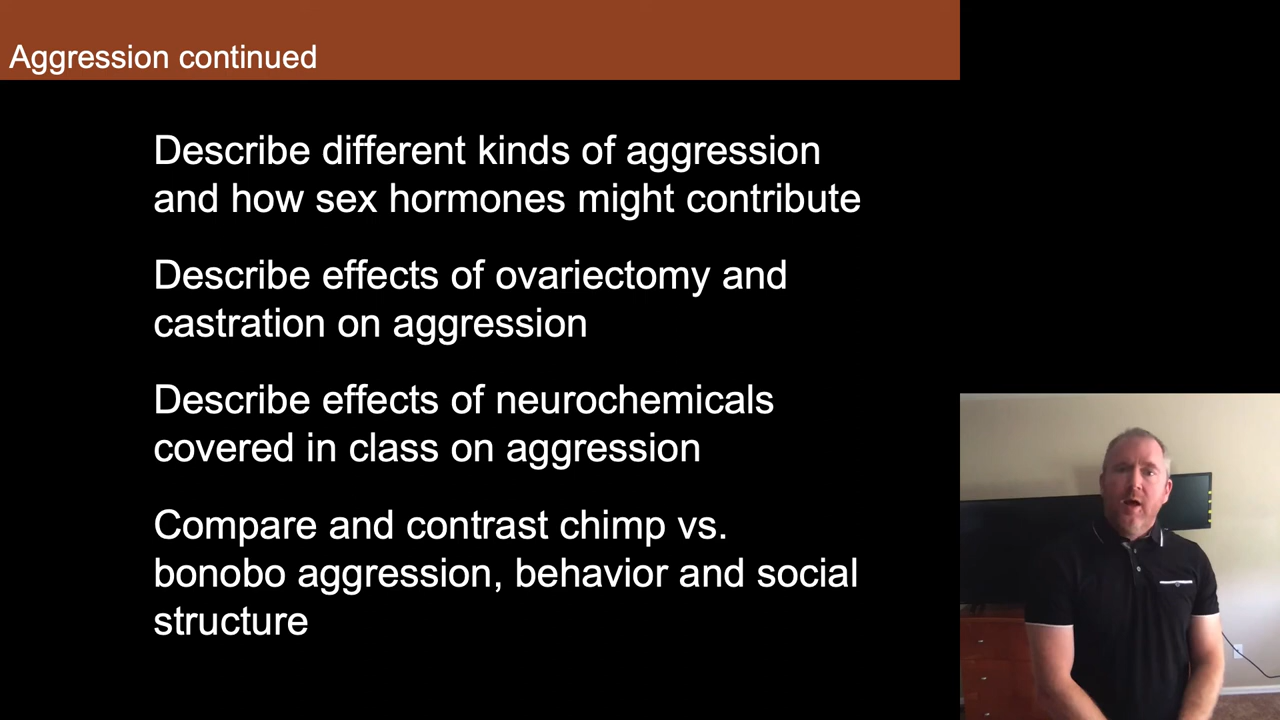 Aggression continued
Describe different kinds of aggression
and how sex hormones might contribute
Describe effects of ovariectomy and
castration on aggression
Describe effects of neurochemicals
covered in class on aggression
Compare and contrast chimp vs.
bonobo aggression, behavior and social
structure